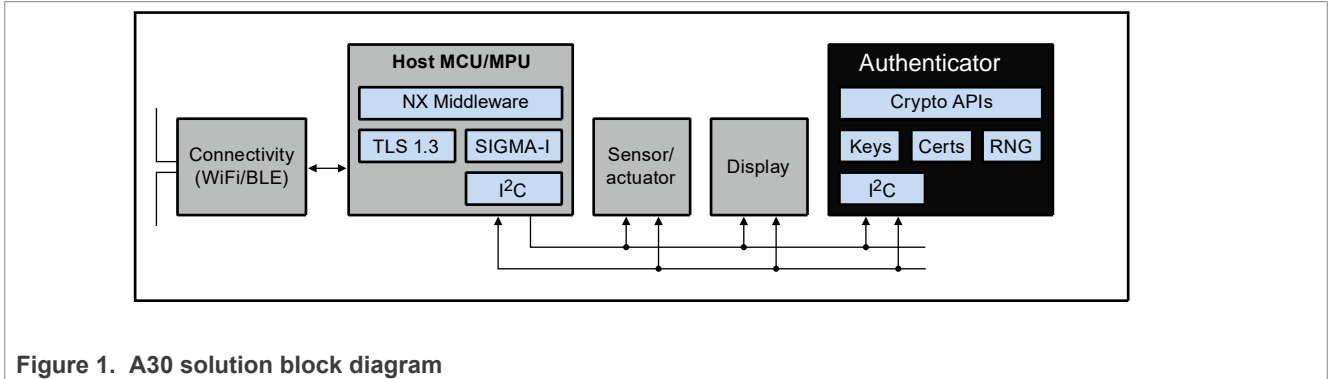 Host MCU/MPU
NX Middleware
TLS 1.3
SIGMA-I
I2C
Connectivity
(WiFi/BLE)
Sensor/
actuator
Display
Authenticator
Crypto APIs
Keys
Certs
RNG
I2C
Figure 1. A30 solution block diagram